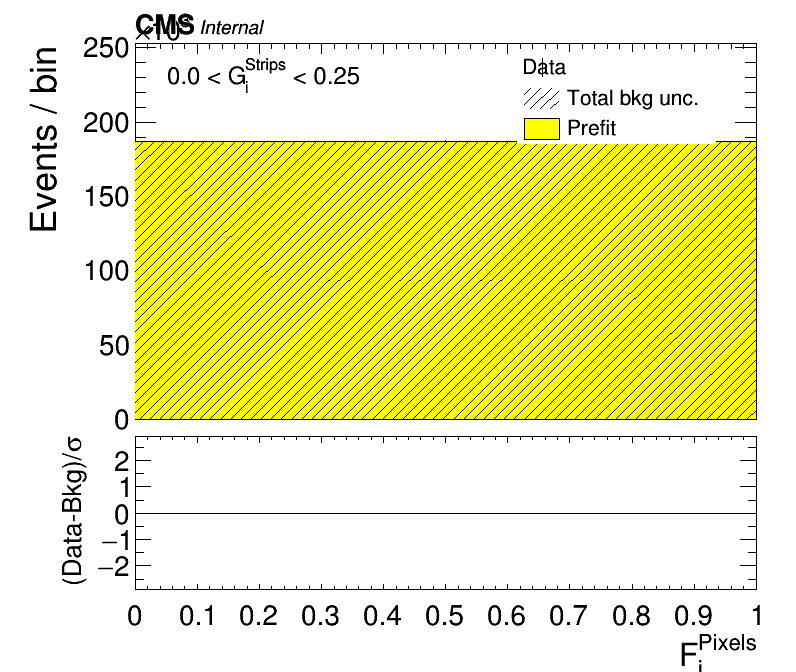 CMS Internal
×10³
250
0.0 < G_i^Strips < 0.25
Data
Total bkg unc.
Prefit
200
150
100
50
0
Events / bin
2
1
0
−1
−2
(Data-Bkg)/σ
0 0.1 0.2 0.3 0.4 0.5 0.6 0.7 0.8 0.9 1
F_i^Pixels